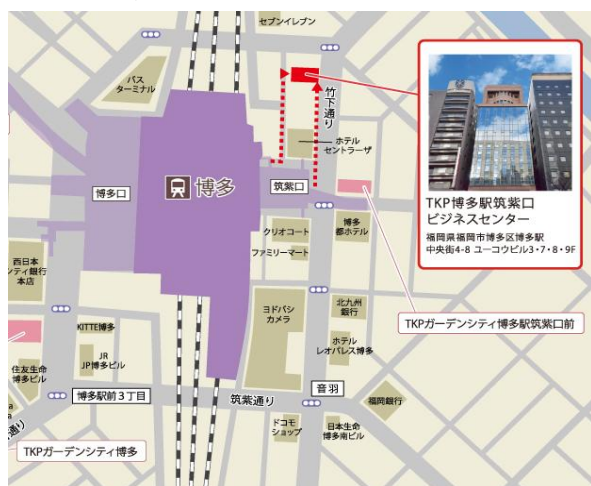 セブンイレブン
バス
ターミナル
竹下通り
ホテル
セントラーザ
博多口
博多
筑紫口
クリオコート
ファミリーマート
博多
都ホテル
TKP博多駅筑紫口
ビジネスセンター
福岡県福岡市博多区博多駅
中央街4-8 ユーコウビル3・7・8・9F
西日本
シティ銀行
本店
ヨドバシ
カメラ
北九州
銀行
TKPガーデンシティ博多駅筑紫口前
KITTE博多
JR
JP博多ビル
ホテル
レオパレス博多
住友生命
博多ビル
博多駅前3丁目
筑紫通り
音羽
福岡銀行
ドコモ
ショップ
日本生命
博多南ビル
通り
TKPガーデンシティ博多